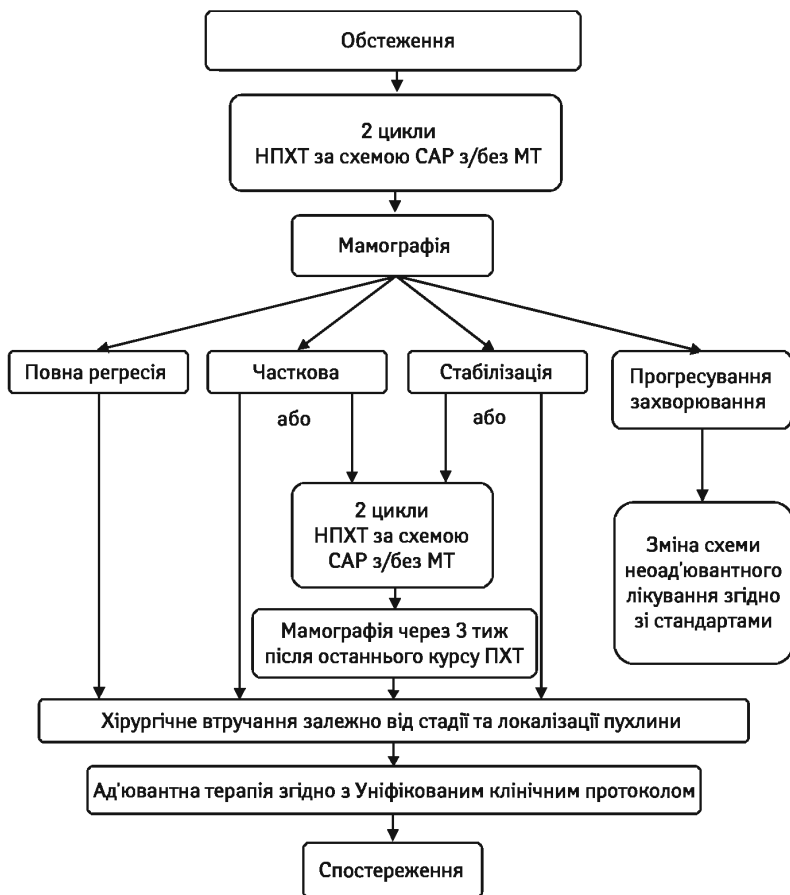 Обстеження
2 цикли
НПХТ за схемою САР з/без МТ
Мамографія
Повна регресія
Часткова
Стабілізація
Прогресування
захворювання
або
або
2 цикли
НПХТ за схемою
САР з/без МТ
Зміна схеми
неоад'ювантного
лікування згідно
зі стандартами
Мамографія через 3 тиж
після останнього курсу ПХТ
Хірургічне втручання залежно від стадії та локалізації пухлини
Ад'ювантна терапія згідно з Уніфікованим клінічним протоколом
Спостереження